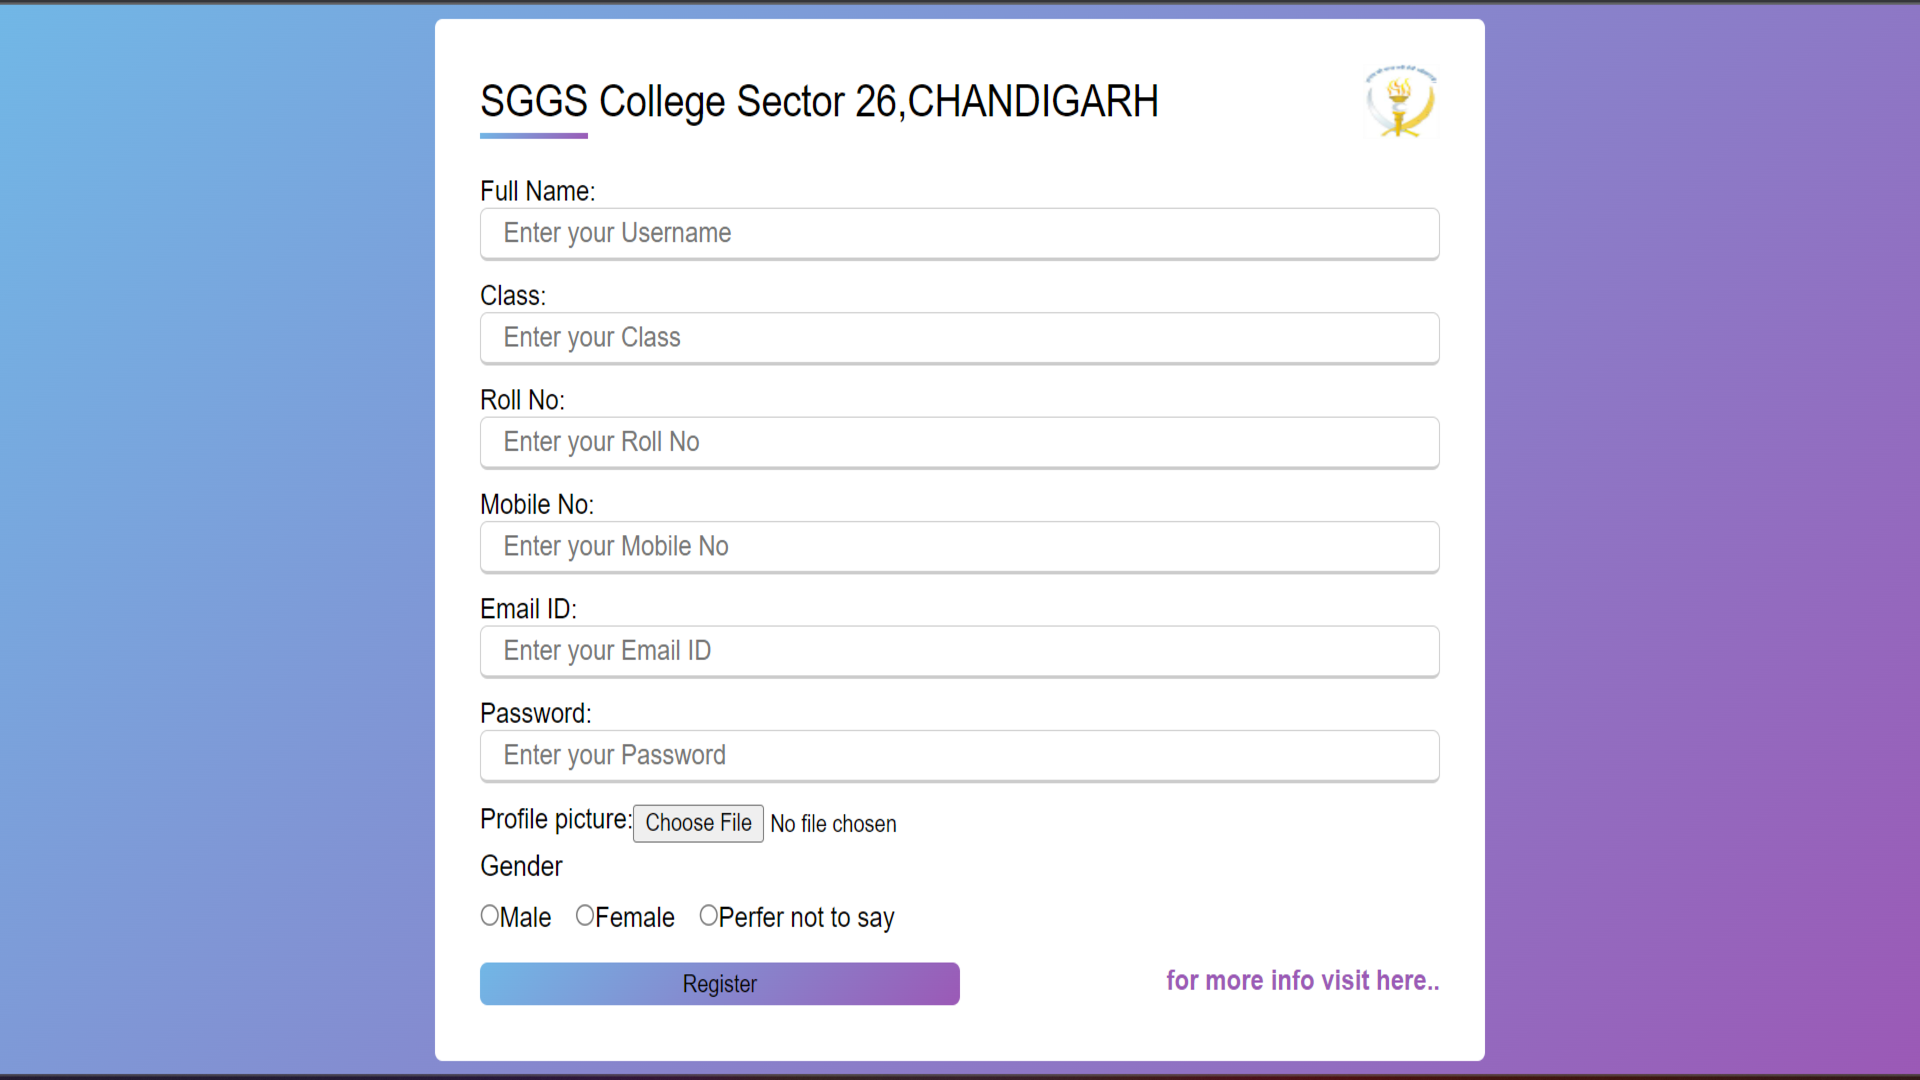 SGGS College Sector 26,CHANDIGARH
Full Name:
Enter your Username
Class:
Enter your Class
Roll No:
Enter your Roll No
Mobile No:
Enter your Mobile No
Email ID:
Enter your Email ID
Password:
Enter your Password
Profile picture: Choose File No file chosen
Gender
Male Female Perfer not to say
Register for more info visit here..